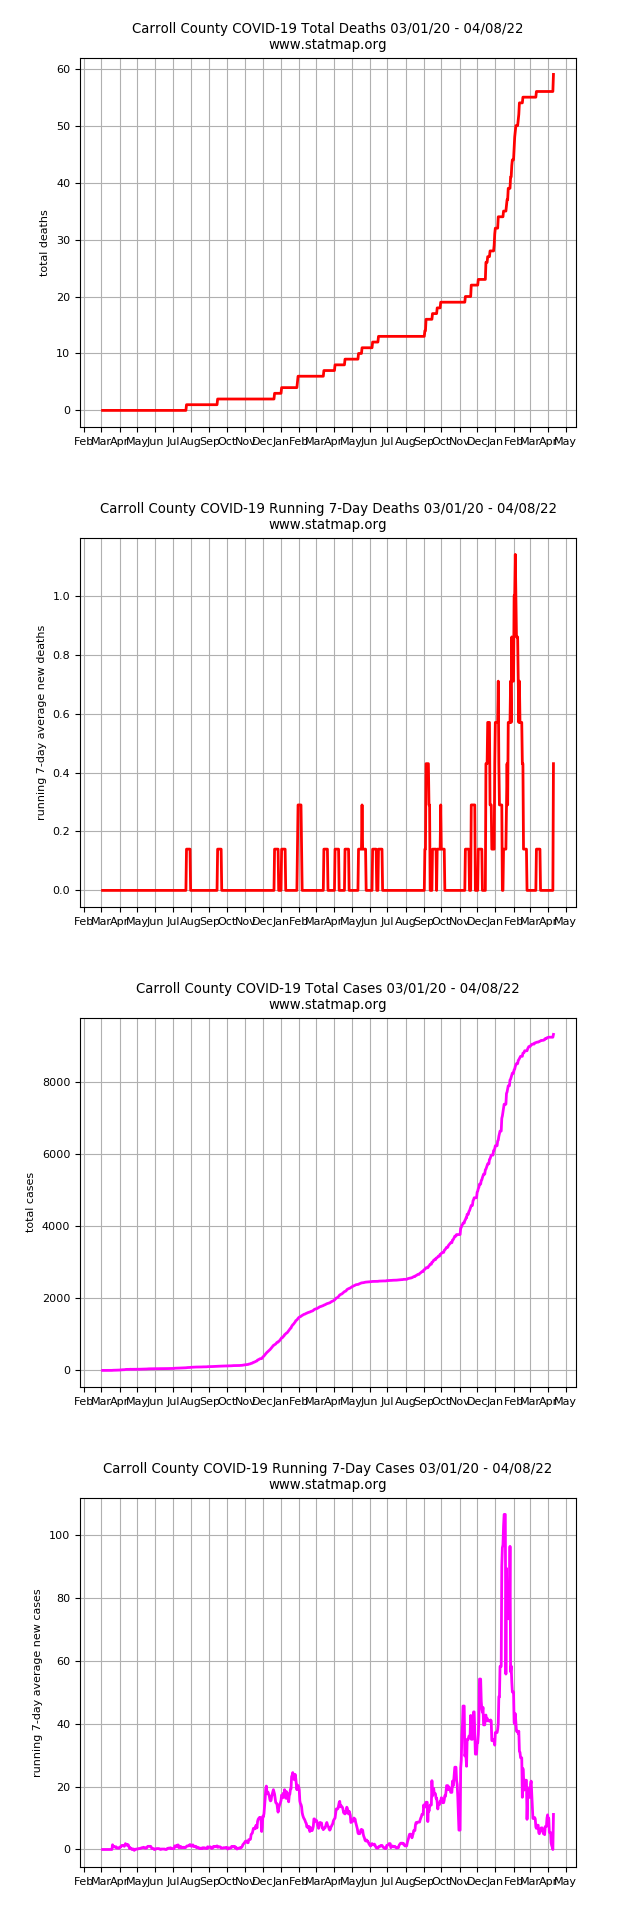 Carroll County COVID-19 Total Deaths 03/01/20 - 04/08/22
www.statmap.org
60
50
40
30
20
10
0
total deaths
Feb Mar Apr May Jun Jul Aug Sep Oct Nov Dec Jan Feb Mar Apr May Jun Jul Aug Sep Oct Nov Dec Jan Feb Mar Apr May
Carroll County COVID-19 Running 7-Day Deaths 03/01/20 - 04/08/22
www.statmap.org
1.0
0.8
0.6
0.4
0.2
0.0
running 7-day average new deaths
Feb Mar Apr May Jun Jul Aug Sep Oct Nov Dec Jan Feb Mar Apr May Jun Jul Aug Sep Oct Nov Dec Jan Feb Mar Apr May
Carroll County COVID-19 Total Cases 03/01/20 - 04/08/22
www.statmap.org
8000
6000
4000
2000
0
total cases
Feb Mar Apr May Jun Jul Aug Sep Oct Nov Dec Jan Feb Mar Apr May Jun Jul Aug Sep Oct Nov Dec Jan Feb Mar Apr May
Carroll County COVID-19 Running 7-Day Cases 03/01/20 - 04/08/22
www.statmap.org
100
80
60
40
20
0
running 7-day average new cases
Feb Mar Apr May Jun Jul Aug Sep Oct Nov Dec Jan Feb Mar Apr May Jun Jul Aug Sep Oct Nov Dec Jan Feb Mar Apr May